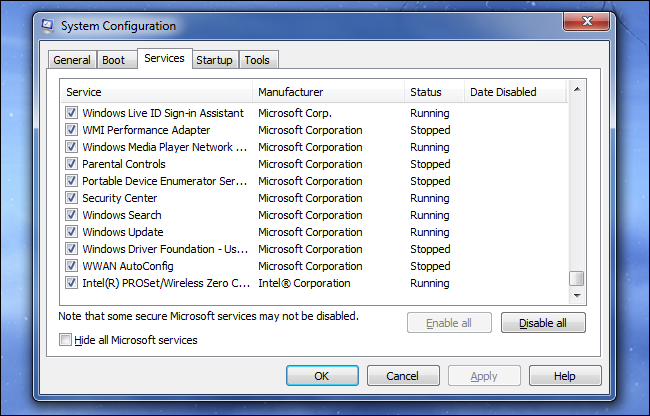 System Configuration
General Boot Services Startup Tools
Service Manufacturer Status Date Disabled
Windows Live ID Sign-in Assistant Microsoft Corp. Running
WMI Performance Adapter Microsoft Corporation Stopped
Windows Media Player Network ... Microsoft Corporation Running
Parental Controls Microsoft Corporation Stopped
Portable Device Enumerator Ser... Microsoft Corporation Stopped
Security Center Microsoft Corporation Running
Windows Search Microsoft Corporation Running
Windows Update Microsoft Corporation Running
Windows Driver Foundation - Us... Microsoft Corporation Stopped
WWAN AutoConfig Microsoft Corporation Stopped
Intel(R) PROSet/Wireless Zero C... Intel® Corporation Running
Note that some secure Microsoft services may not be disabled.
Enable all Disable all
Hide all Microsoft services
OK Cancel Apply Help